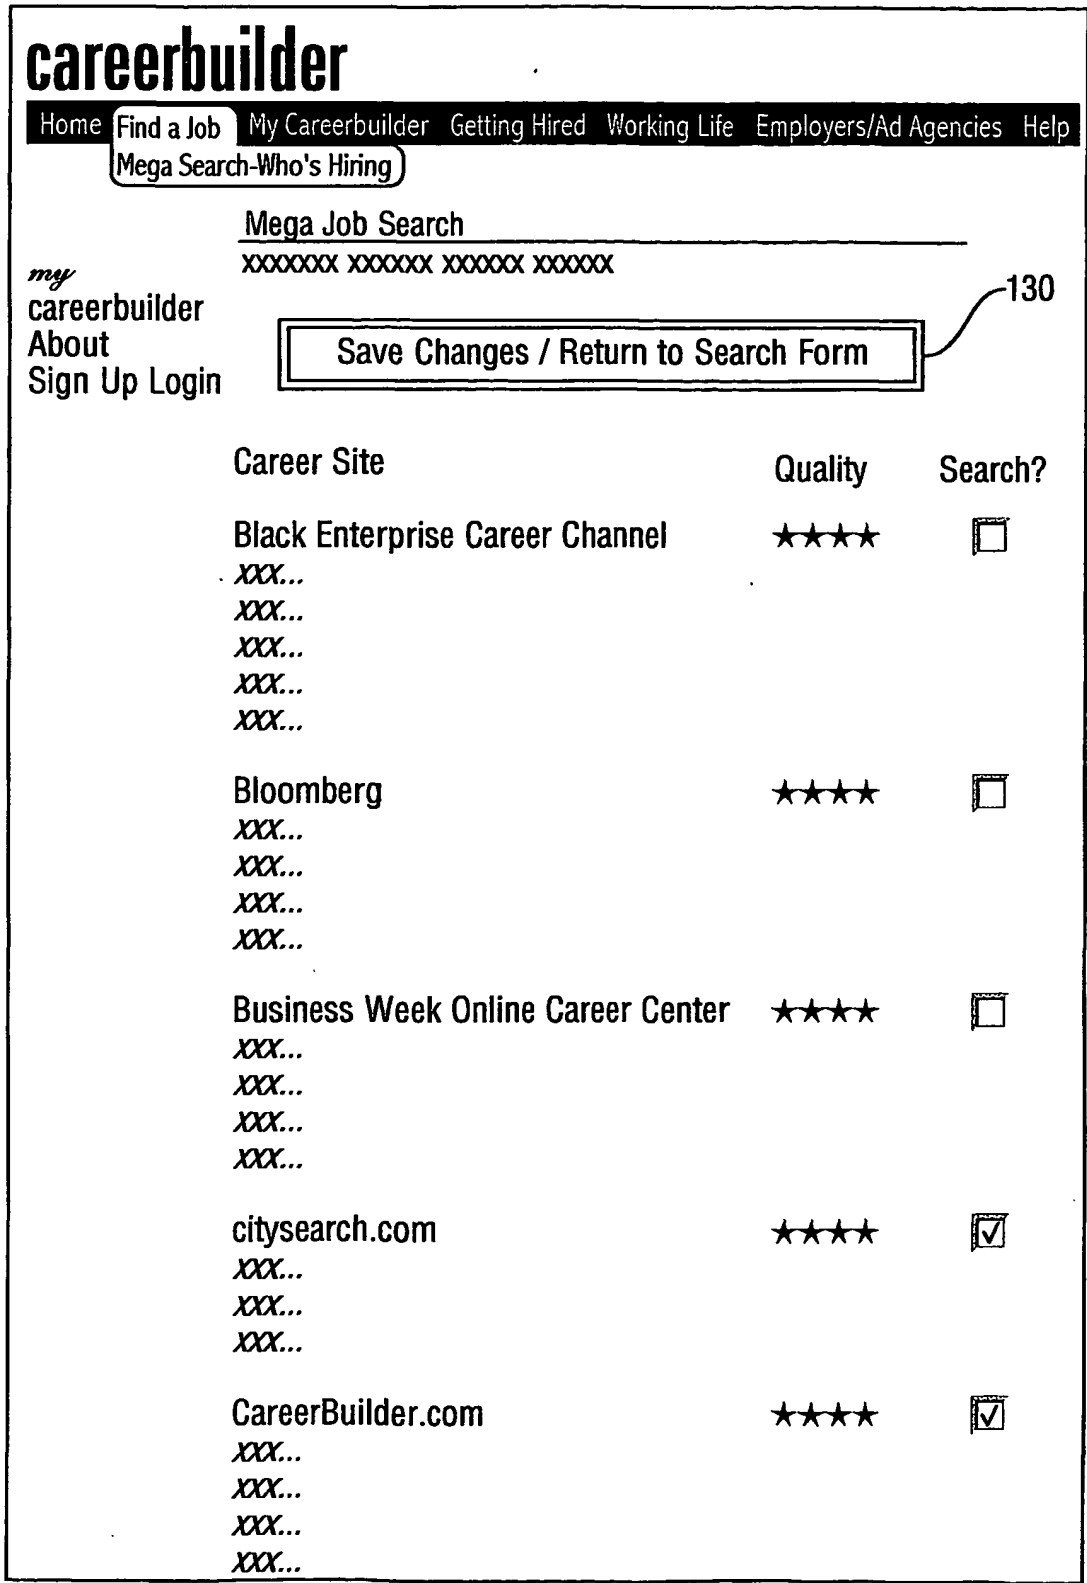 careerbuilder
Home Find a Job My Careerbuilder Getting Hired Working Life Employers/Ad Agencies Help
Mega Search-Who's Hiring
Mega Job Search
XXXXXXX XXXXXX XXXXXX XXXXXX
my
careerbuilder
About
Sign Up Login
130
Save Changes / Return to Search Form
Career Site Quality Search?
Black Enterprise Career Channel ★★★★
XXX...
XXX...
XXX...
XXX...
XXX...
Bloomberg ★★★★
XXX...
XXX...
XXX...
XXX...
Business Week Online Career Center ★★★★
XXX...
XXX...
XXX...
XXX...
citysearch.com ★★★★ ✓
XXX...
XXX...
XXX...
CareerBuilder.com ★★★★ ✓
XXX...
XXX...
XXX...
XXX...